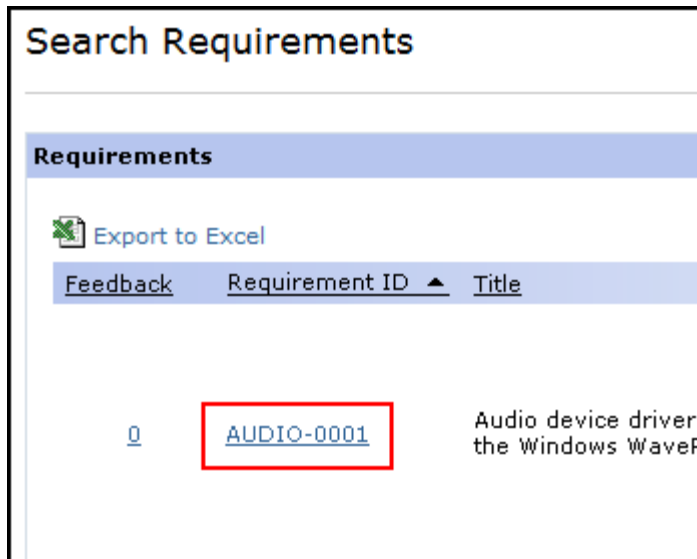 Search Requirements
Requirements
Export to Excel
Feedback Requirement ID ▲ Title
0 AUDIO-0001 Audio device driver
the Windows